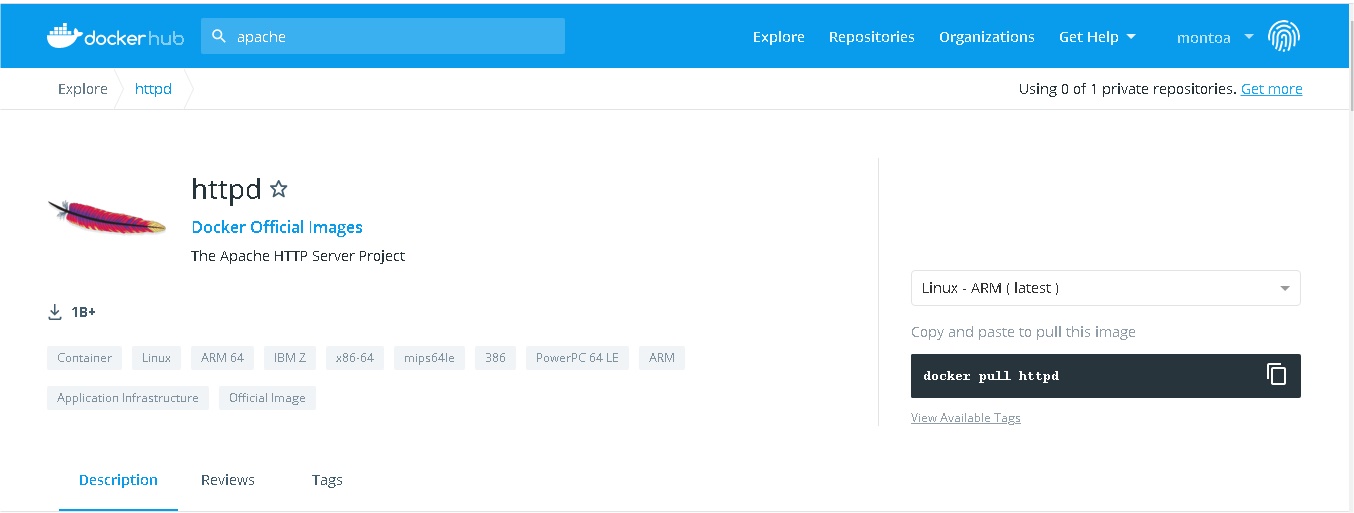 dockerhub
apache
Explore Repositories Organizations Get Help montoa
Explore httpd
Using 0 of 1 private repositories. Get more
httpd
Docker Official Images
The Apache HTTP Server Project
1B+
Container Linux ARM 64 IBM Z x86-64 mips64le 386 PowerPC 64 LE ARM
Application Infrastructure Official Image
Linux - ARM ( latest )
Copy and paste to pull this image
docker pull httpd
View Available Tags
Description Reviews Tags